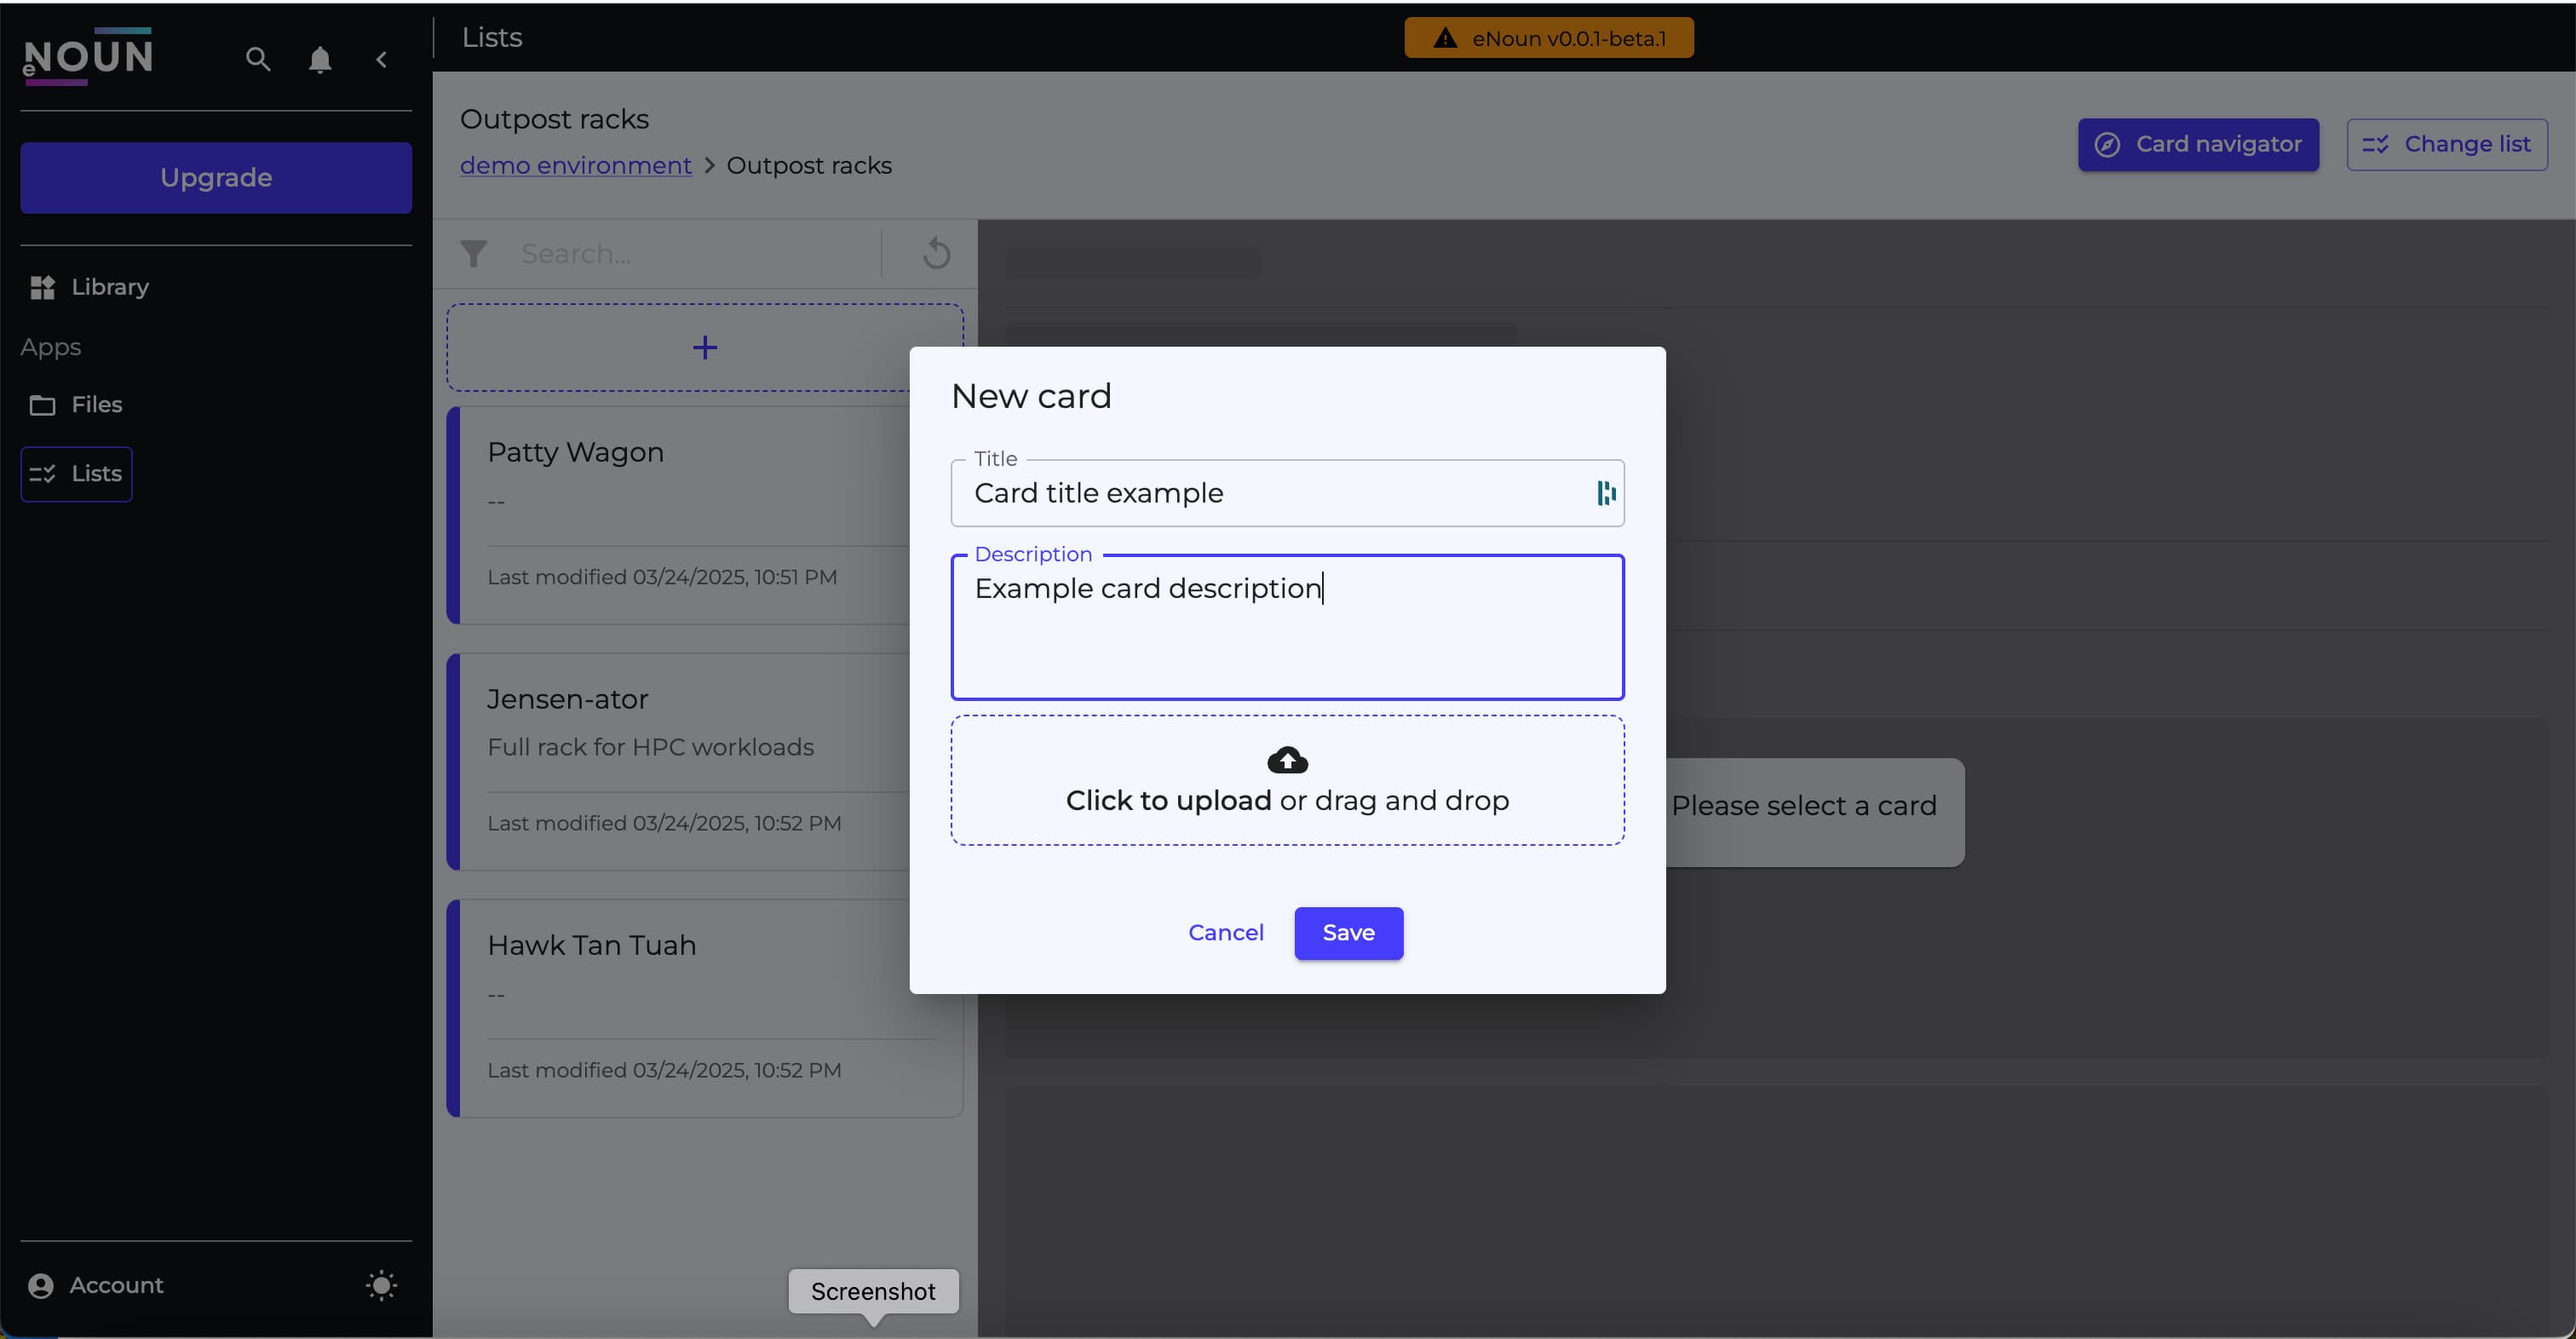 eNOUN
Lists
eNoun v0.0.1-beta.1
Upgrade
Library
Apps
Files
Lists
Account
Outpost racks
demo environment > Outpost racks
Card navigator
Change list
Search...
+
Patty Wagon
--
Last modified 03/24/2025, 10:51 PM
Jensen-ator
Full rack for HPC workloads
Last modified 03/24/2025, 10:52 PM
Hawk Tan Tuah
--
Last modified 03/24/2025, 10:52 PM
New card
Title
Card title example
Description
Example card description
Click to upload or drag and drop
Cancel
Save
Please select a card
Screenshot